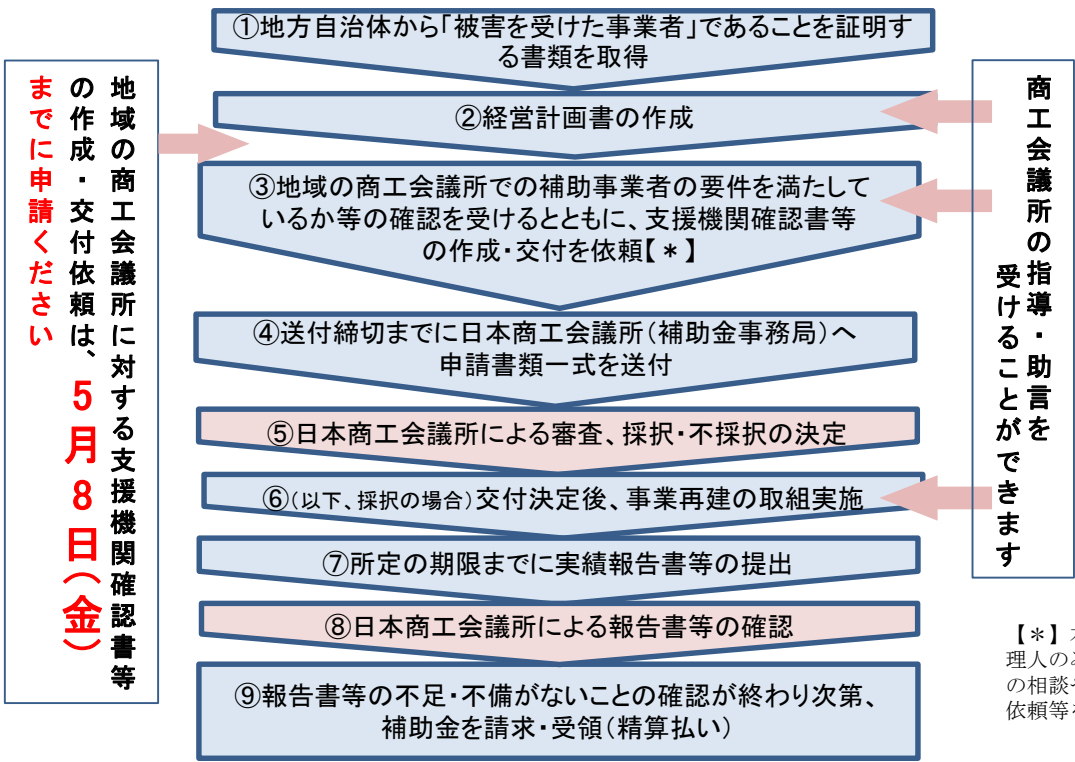 ①地方自治体から「被害を受けた事業者」であることを証明す
る書類を取得
②経営計画書の作成
③地域の商工会議所での補助事業者の要件を満たして
いるか等の確認を受けるとともに、支援機関確認書等
の作成・交付を依頼【＊】
④送付締切までに日本商工会議所（補助金事務局）へ
申請書類一式を送付
⑤日本商工会議所による審査、採択・不採択の決定
⑥（以下、採択の場合）交付決定後、事業再建の取組実施
⑦所定の期限までに実績報告書等の提出
⑧日本商工会議所による報告書等の確認
⑨報告書等の不足・不備がないことの確認が終わり次第、
補助金を請求・受領（精算払い）
地域の商工会議所に対する支援機関確認書等
の作成・交付依頼は、５月８日（金）
までに申請ください
商工会議所の指導・助言を
受けることができます
【＊】
理人の
の相談
依頼等